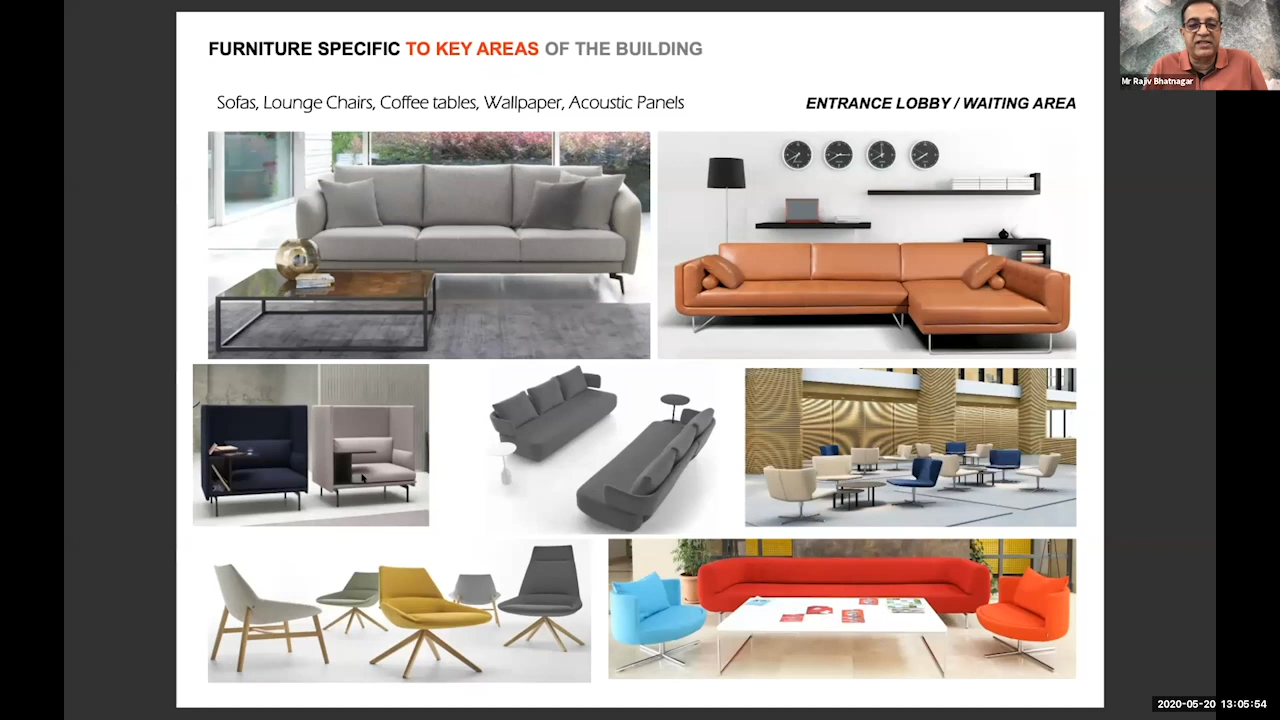 FURNITURE SPECIFIC TO KEY AREAS OF THE BUILDING
Sofas, Lounge Chairs, Coffee tables, Wallpaper, Acoustic Panels
ENTRANCE LOBBY / WAITING AREA
Mr Rajiv Bhatnagar
2020-05-20 13:05:54